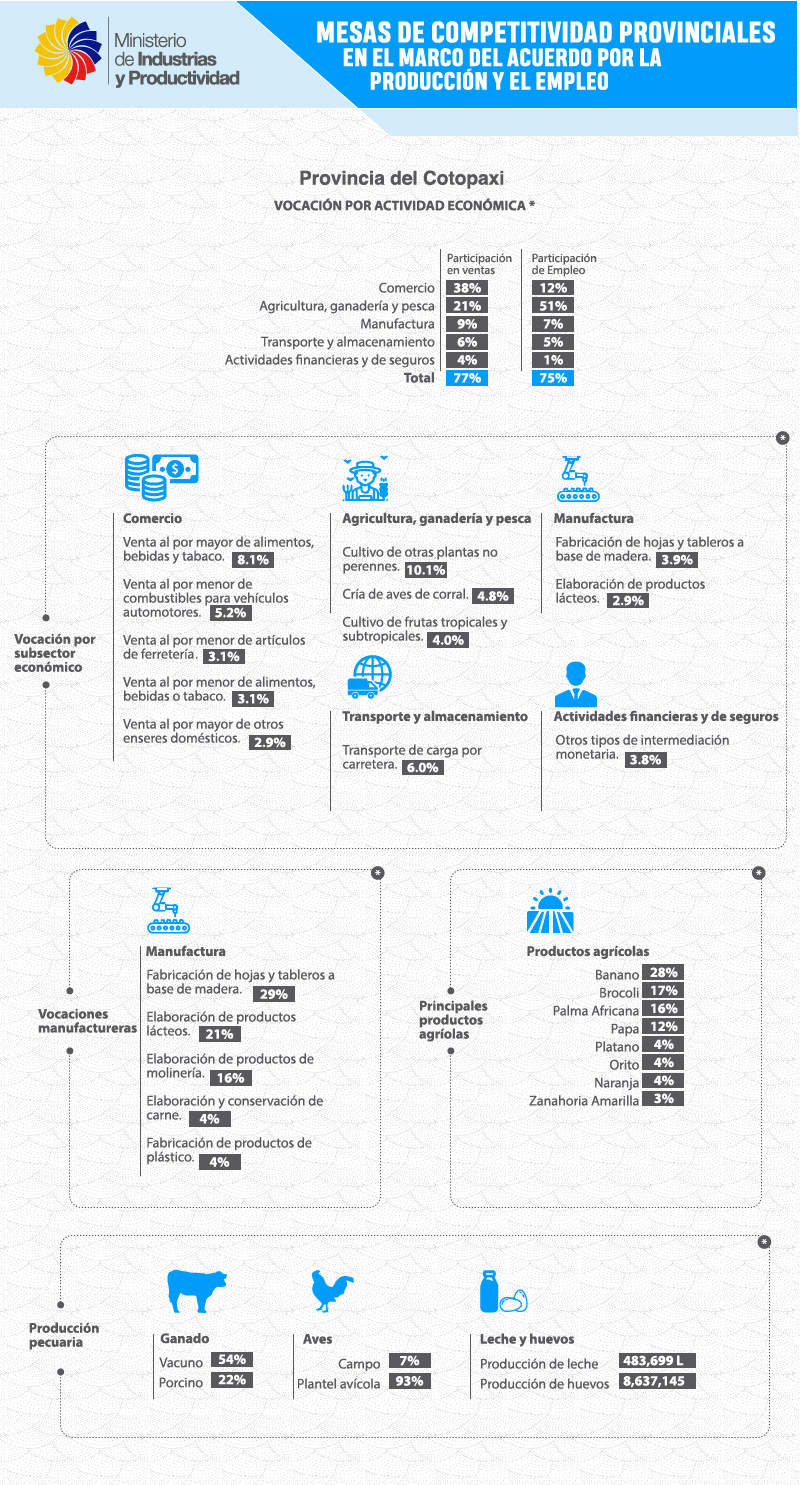 Ministerio
de Industrias
y Productividad
MESAS DE COMPETITIVIDAD PROVINCIALES
EN EL MARCO DEL ACUERDO POR LA
PRODUCCIÓN Y EL EMPLEO
Provincia del Cotopaxi
VOCACIÓN POR ACTIVIDAD ECONÓMICA *
Participación en ventas
Participación de Empleo
Comercio 38% 12%
Agricultura, ganadería y pesca 21% 51%
Manufactura 9% 7%
Transporte y almacenamiento 6% 5%
Actividades financieras y de seguros 4% 1%
Total 77% 75%
*
Vocación por
subsector
económico
Comercio
Venta al por mayor de alimentos,
bebidas y tabaco. 8.1%
Venta al por menor de
combustibles para vehículos
automotores. 5.2%
Venta al por menor de artículos
de ferretería. 3.1%
Venta al por menor de alimentos,
bebidas o tabaco. 3.1%
Venta al por mayor de otros
enseres domésticos. 2.9%
$
Agricultura, ganadería y pesca
Cultivo de otras plantas no
perennes. 10.1%
Cría de aves de corral. 4.8%
Cultivo de frutas tropicales y
subtropicales. 4.0%
Manufactura
Fabricación de hojas y tableros a
base de madera. 3.9%
Elaboración de productos
lácteos. 2.9%
Transporte y almacenamiento
Transporte de carga por
carretera. 6.0%
Actividades financieras y de seguros
Otros tipos de intermediación
monetaria. 3.8%
*
Vocaciones
manufactureras
Manufactura
Fabricación de hojas y tableros a
base de madera. 29%
Elaboración de productos
lácteos. 21%
Elaboración de productos de
molinería. 16%
Elaboración y conservación de
carne. 4%
Fabricación de productos de
plástico. 4%
*
Principales
productos
agríolas
Productos agrícolas
Banano 28%
Brocoli 17%
Palma Africana 16%
Papa 12%
Platano 4%
Orito 4%
Naranja 4%
Zanahoria Amarilla 3%
*
Producción
pecuaria
Ganado
Vacuno 54%
Porcino 22%
Aves
Campo 7%
Plantel avícola 93%
Leche y huevos
Producción de leche 483,699 L
Producción de huevos 8,637,145